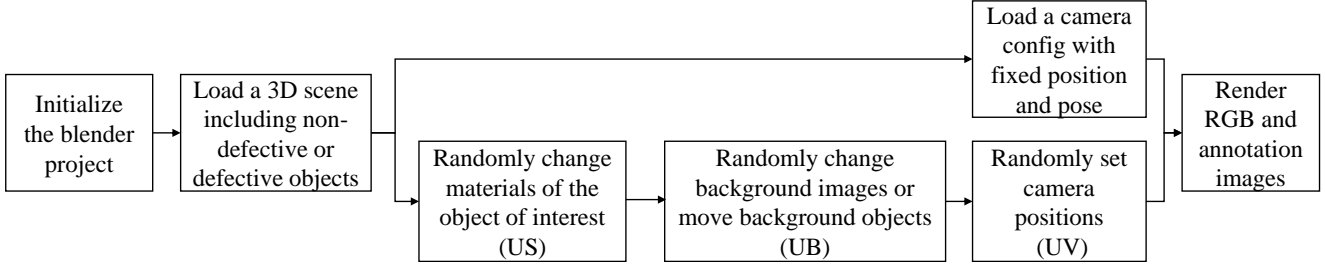 Initialize
the blender
project
Load a 3D scene
including non-
defective or
defective objects
Load a camera
config with
fixed position
and pose
Randomly change
materials of the
object of interest
(US)
Randomly change
background images or
move background objects
(UB)
Randomly set
camera
positions
(UV)
Render
RGB and
annotation
images